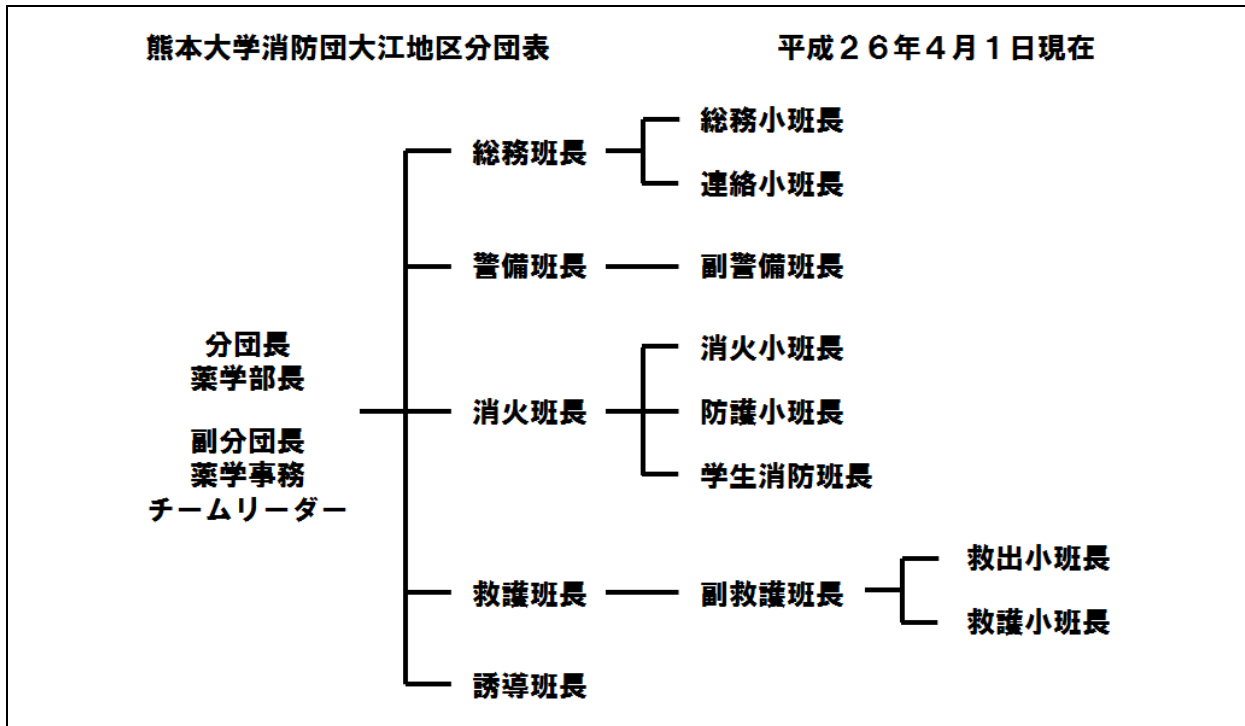 熊本大学消防団大江地区分団表
平成２６年４月１日現在
分団長
薬学部長
副分団長
薬学事務
チームリーダー
総務班長
総務小班長
連絡小班長
警備班長
副警備班長
消火班長
消火小班長
防護小班長
学生消防班長
救護班長
副救護班長
救出小班長
救護小班長
誘導班長